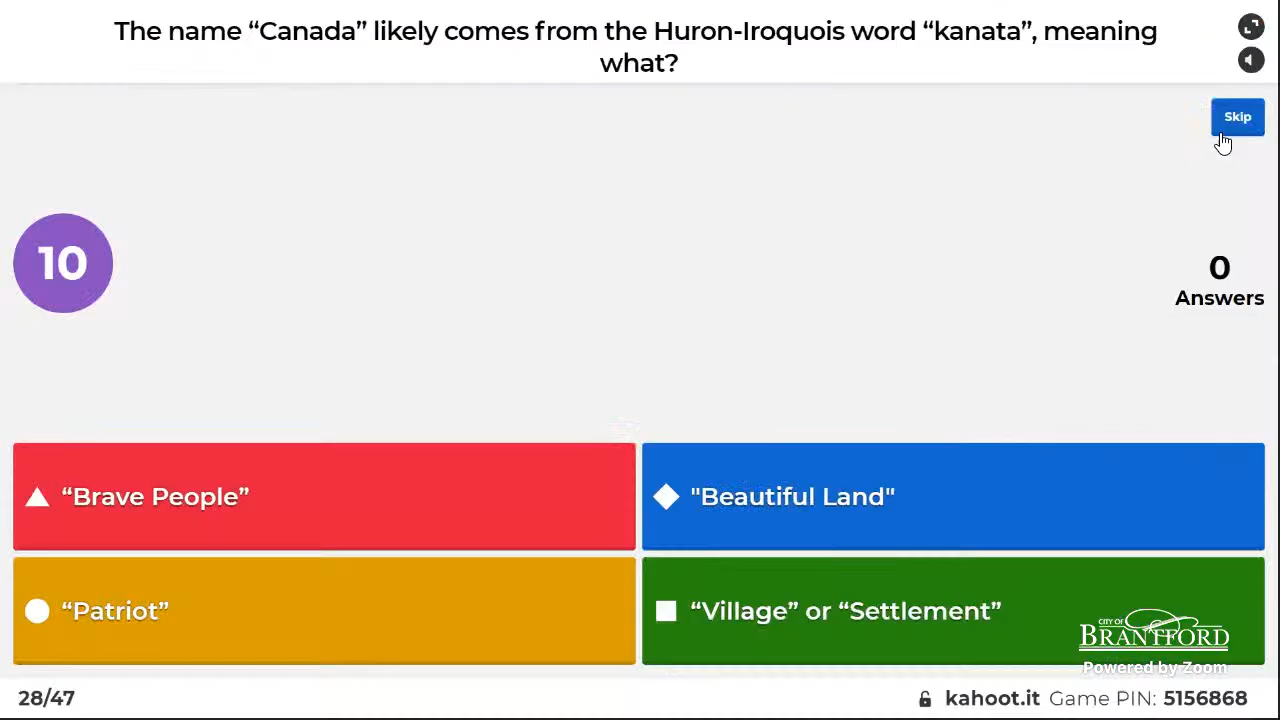 The name “Canada” likely comes from the Huron-Iroquois word “kanata”, meaning
what?
Skip
10
0
Answers
“Brave People”
"Beautiful Land"
“Patriot”
“Village” or “Settlement”
CITY OF
BRANTFORD
Powered by Zoom
28/47
kahoot.it Game PIN: 5156868